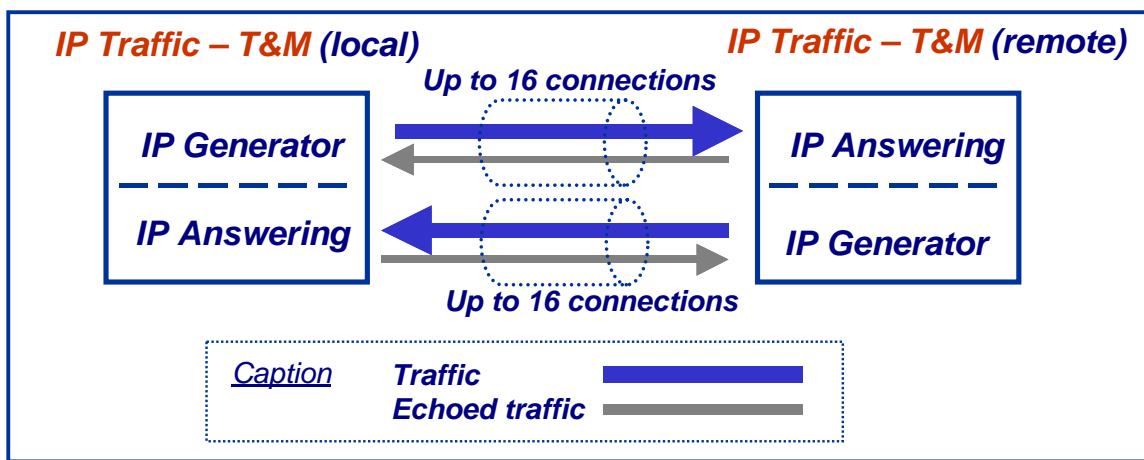 IP Traffic – T&M (local)
IP Traffic – T&M (remote)
Up to 16 connections
IP Generator
IP Answering
IP Answering
IP Generator
Up to 16 connections
Caption
Traffic
Echoed traffic